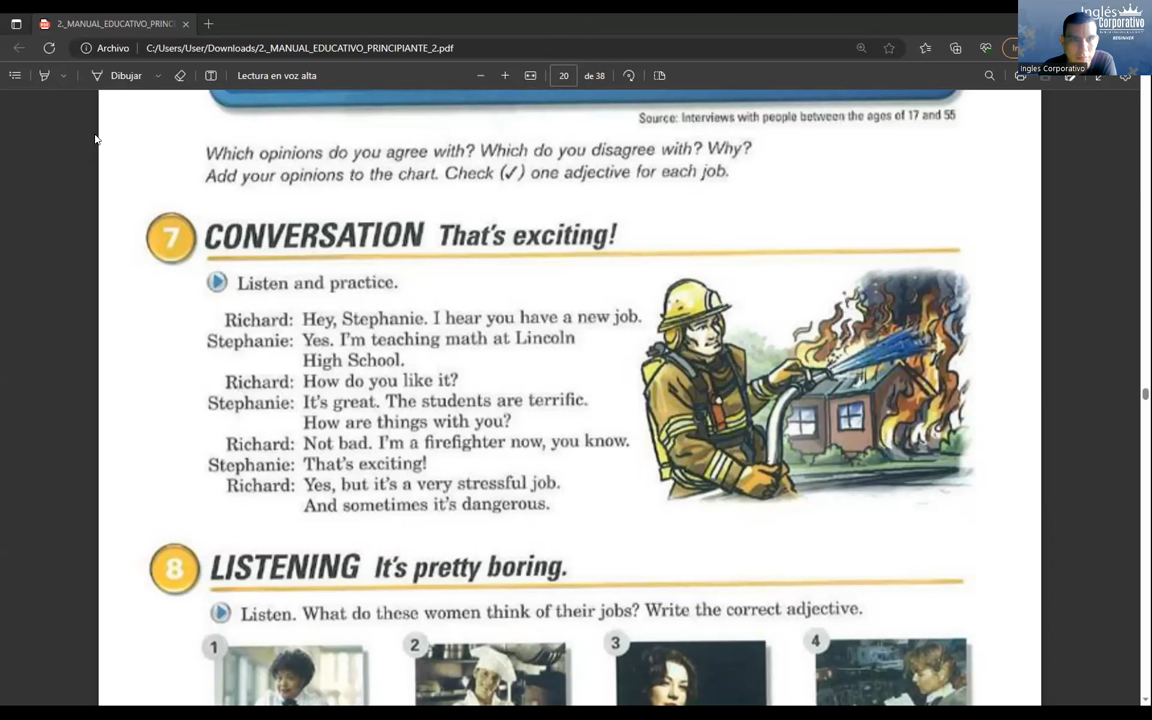 2._MANUAL_EDUCATIVO_PRINC
Archivo
C:/Users/User/Downloads/2._MANUAL_EDUCATIVO_PRINCIPIANTE_2.pdf
Dibujar
Lectura en voz alta
20
de 38
Inglés
Corporativo
BEGINNER
Ingles Corporativo
Source: Interviews with people between the ages of 17 and 55
Which opinions do you agree with? Which do you disagree with? Why?
Add your opinions to the chart. Check (✓) one adjective for each job.
7 CONVERSATION That's exciting!
Listen and practice.
Richard: Hey, Stephanie. I hear you have a new job.
Stephanie: Yes. I'm teaching math at Lincoln
High School.
Richard: How do you like it?
Stephanie: It's great. The students are terrific.
How are things with you?
Richard: Not bad. I'm a firefighter now, you know.
Stephanie: That's exciting!
Richard: Yes, but it's a very stressful job.
And sometimes it's dangerous.
8 LISTENING It's pretty boring.
Listen. What do these women think of their jobs? Write the correct adjective.
1 2 3 4